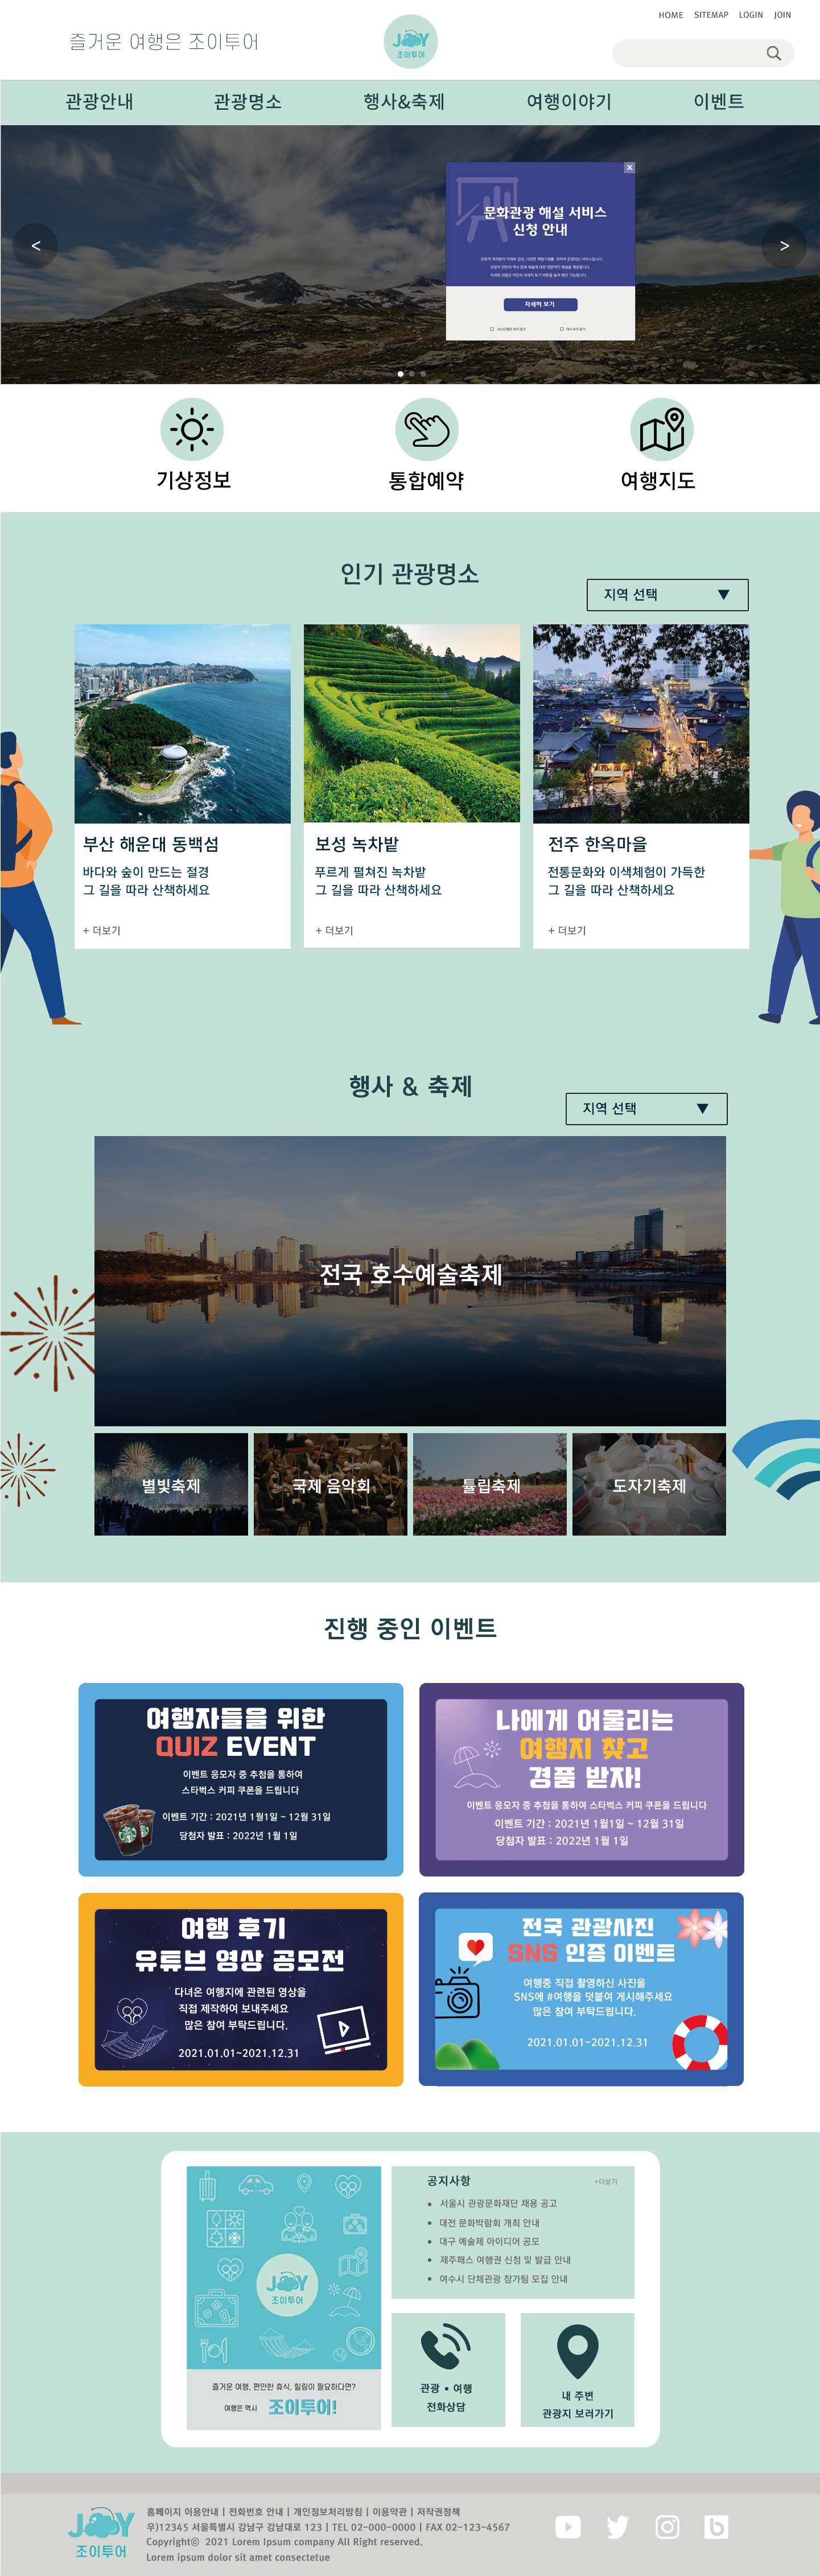 HOME SITEMAP LOGIN JOIN
즐거운 여행은 조이투어
JOY
조이투어
관광안내 관광명소 행사&축제 여행이야기 이벤트
문화관광 해설 서비스
신청 안내
자세히 보기
기상정보 통합예약 여행지도
인기 관광명소
지역 선택 ▼
부산 해운대 동백섬
바다와 숲이 만드는 절경
그 길을 따라 산책하세요
+ 더보기
보성 녹차밭
푸르게 펼쳐진 녹차밭
그 길을 따라 산책하세요
+ 더보기
전주 한옥마을
전통문화와 이색체험이 가득한
그 길을 따라 산책하세요
+ 더보기
행사 & 축제
지역 선택 ▼
전국 호수예술축제
별빛축제 국제 음악회 튤립축제 도자기축제
진행 중인 이벤트
여행자들을 위한
QUIZ EVENT
이벤트 응모자 중 추첨을 통하여
스타벅스 커피 쿠폰을 드립니다
이벤트 기간 : 2021년 1월1일 ~ 12월 31일
당첨자 발표 : 2022년 1월 1일
나에게 어울리는
여행지 찾고
경품 받자!
이벤트 응모자 중 추첨을 통하여 스타벅스 커피 쿠폰을 드립니다
이벤트 기간 : 2021년 1월1일 ~ 12월 31일
당첨자 발표 : 2022년 1월 1일
여행 후기
유튜브 영상 공모전
다녀온 여행지에 관련된 영상을
직접 제작하여 보내주세요
많은 참여 부탁드립니다.
2021.01.01~2021.12.31
전국 관광사진
SNS 인증 이벤트
여행중 직접 촬영하신 사진을
SNS에 #여행을 덧붙여 게시해주세요
많은 참여 부탁드립니다.
2021.01.01~2021.12.31
JOY
조이투어
즐거운 여행, 편안한 휴식, 힐링이 필요하다면?
여행은 역시 조이투어!
공지사항 +더보기
• 서울시 관광문화재단 채용 공고
• 대전 문화박람회 개최 안내
• 대구 예술제 아이디어 공모
• 제주패스 여행권 신청 및 발급 안내
• 여수시 단체관광 참가팀 모집 안내
관광 • 여행
전화상담
내 주변
관광지 보러가기
JOY
조이투어
홈페이지 이용안내 | 전화번호 안내 | 개인정보처리방침 | 이용약관 | 저작권정책
우)12345 서울특별시 강남구 강남대로 123 | TEL 02-000-0000 | FAX 02-123-4567
Copyright© 2021 Lorem Ipsum company All Right reserved.
Lorem ipsum dolor sit amet consectetue